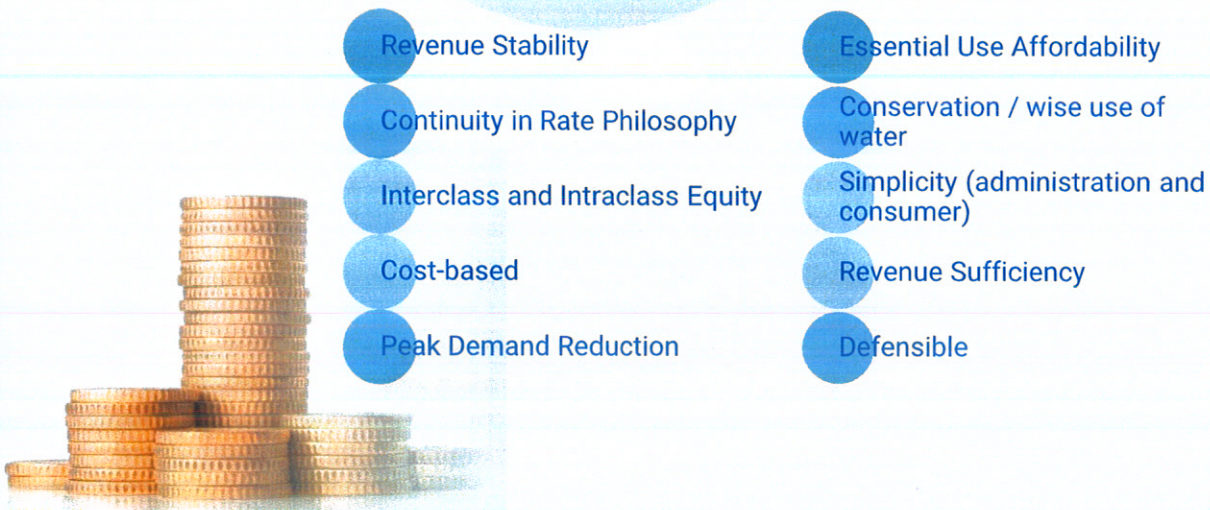 Revenue Stability
Continuity in Rate Philosophy
Interclass and Intraclass Equity
Cost-based
Peak Demand Reduction
Essential Use Affordability
Conservation / wise use of
water
Simplicity (administration and
consumer)
Revenue Sufficiency
Defensible